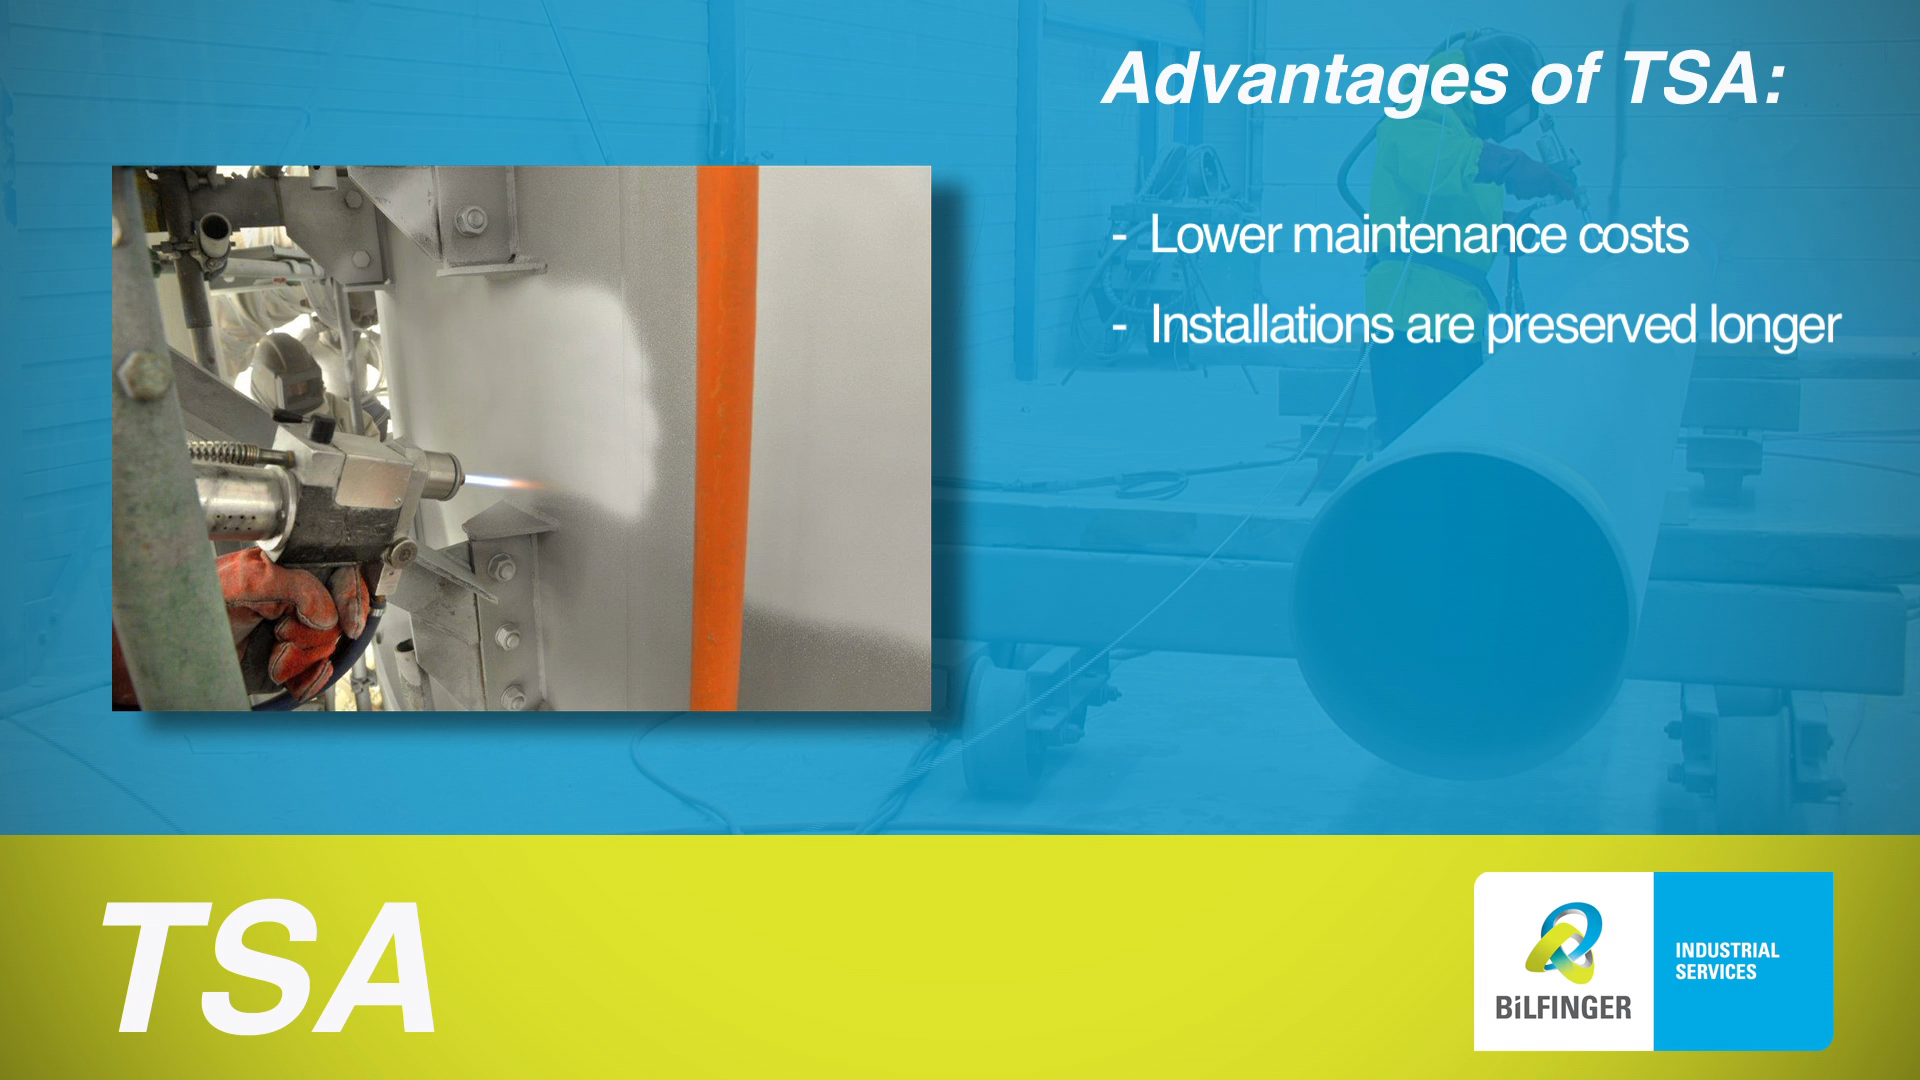 Advantages of TSA:
- Lower maintenance costs
- Installations are preserved longer
TSA
BiLFINGER
INDUSTRIAL
SERVICES